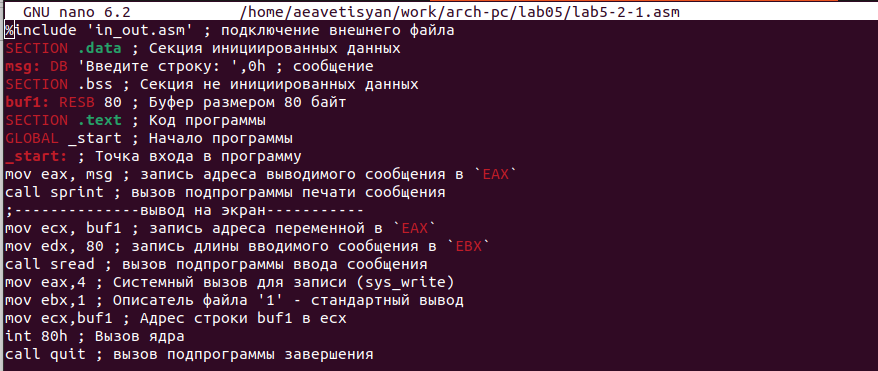 GNU nano 6.2 /home/aeavetisyan/work/arch-pc/lab05/lab5-2-1.asm
%include 'in_out.asm' ; подключение внешнего файла
SECTION .data ; Секция инициированных данных
msg: DB 'Введите строку: ',0h ; сообщение
SECTION .bss ; Секция не инициированных данных
buf1: RESB 80 ; Буфер размером 80 байт
SECTION .text ; Код программы
GLOBAL _start ; Начало программы
_start: ; Точка входа в программу
mov eax, msg ; запись адреса выводимого сообщения в `EAX`
call sprint ; вызов подпрограммы печати сообщения
;--------------вывод на экран-----------
mov ecx, buf1 ; запись адреса переменной в `EAX`
mov edx, 80 ; запись длины вводимого сообщения в `EBX`
call sread ; вызов подпрограммы ввода сообщения
mov eax,4 ; Системный вызов для записи (sys_write)
mov ebx,1 ; Описатель файла '1' - стандартный вывод
mov ecx,buf1 ; Адрес строки buf1 в ecx
int 80h ; Вызов ядра
call quit ; вызов подпрограммы завершения